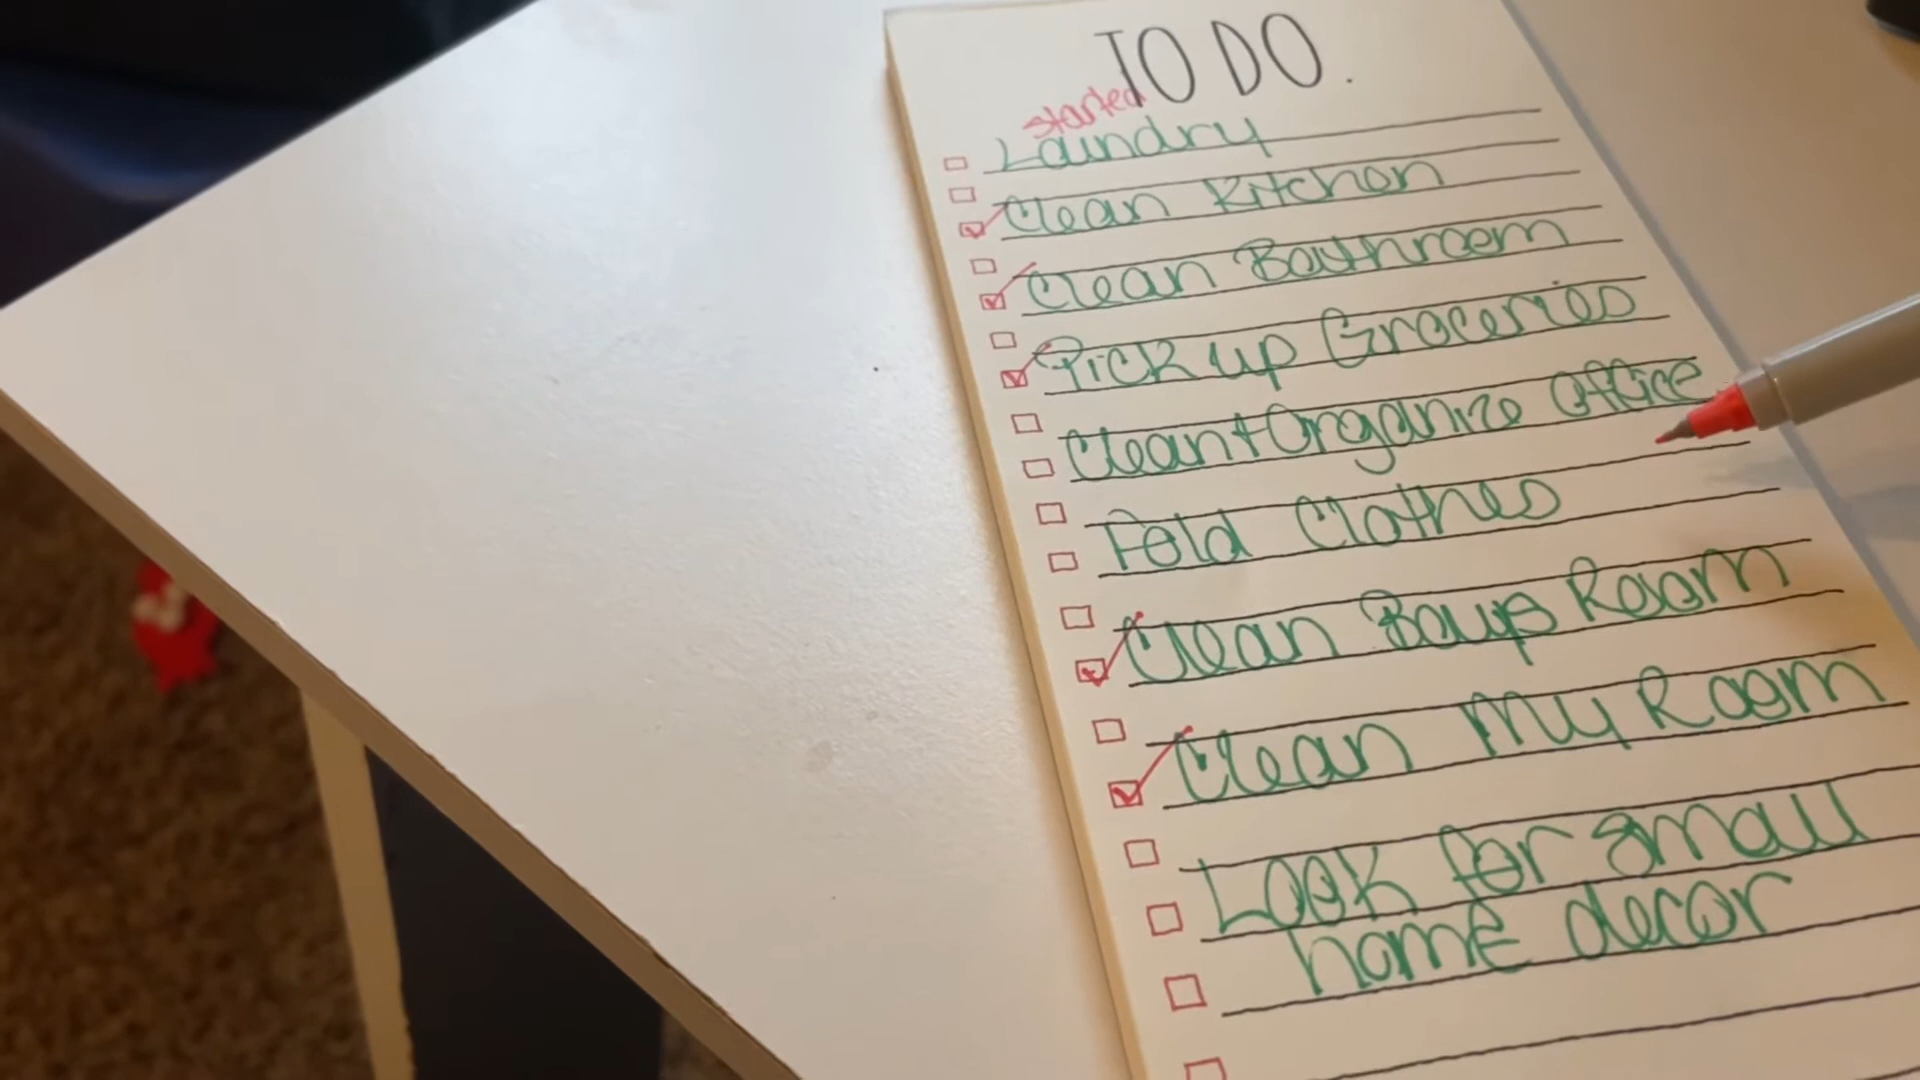 TO DO.
started
Laundry
Clean Kitchen
Clean Bathroom
Pick up Groceries
Clean + Organize Office
Fold Clothes
Clean Boys Room
Clean My Room
Look for small
home decor